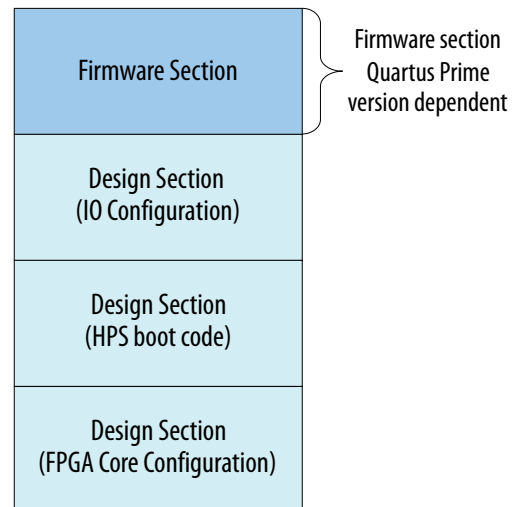 Firmware Section
Firmware section
Quartus Prime
version dependent
Design Section
(IO Configuration)
Design Section
(HPS boot code)
Design Section
(FPGA Core Configuration)